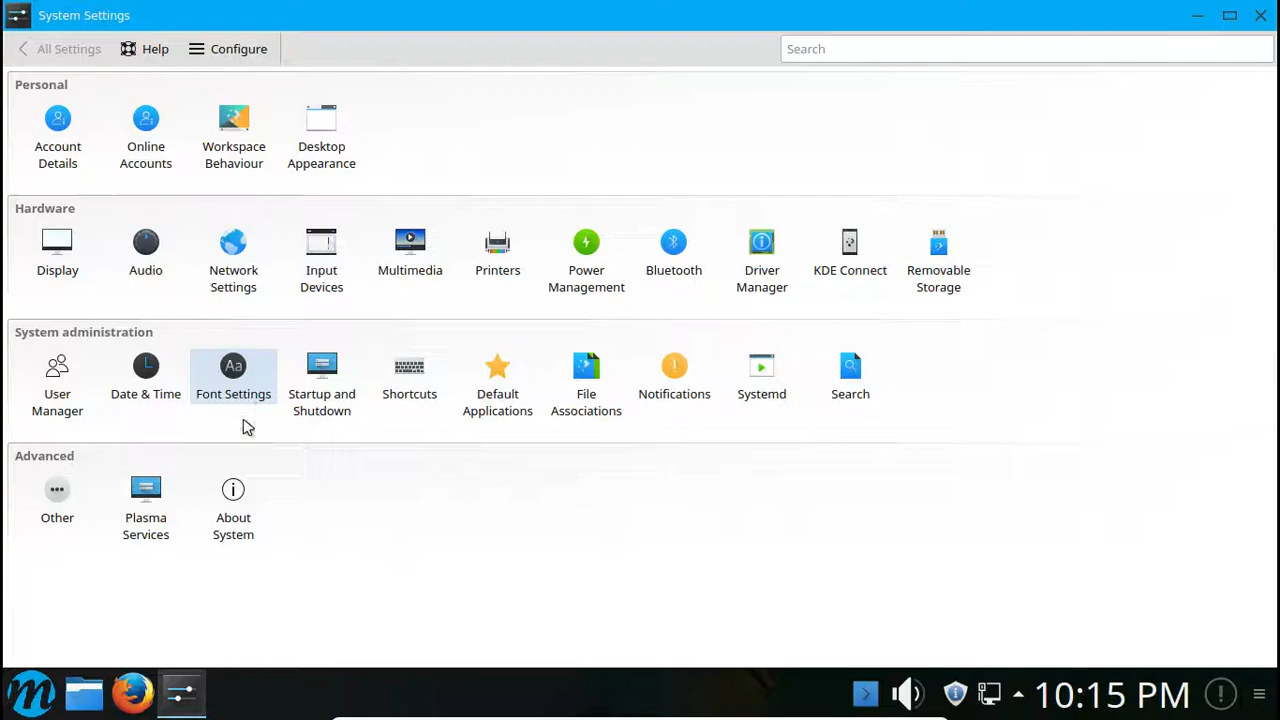 System Settings
All Settings Help Configure Search
Personal
Account Details
Online Accounts
Workspace Behaviour
Desktop Appearance
Hardware
Display
Audio
Network Settings
Input Devices
Multimedia
Printers
Power Management
Bluetooth
Driver Manager
KDE Connect
Removable Storage
System administration
User Manager
Date & Time
Aa
Font Settings
Startup and Shutdown
Shortcuts
Default Applications
File Associations
Notifications
Systemd
Search
Advanced
Other
Plasma Services
About System
10:15 PM